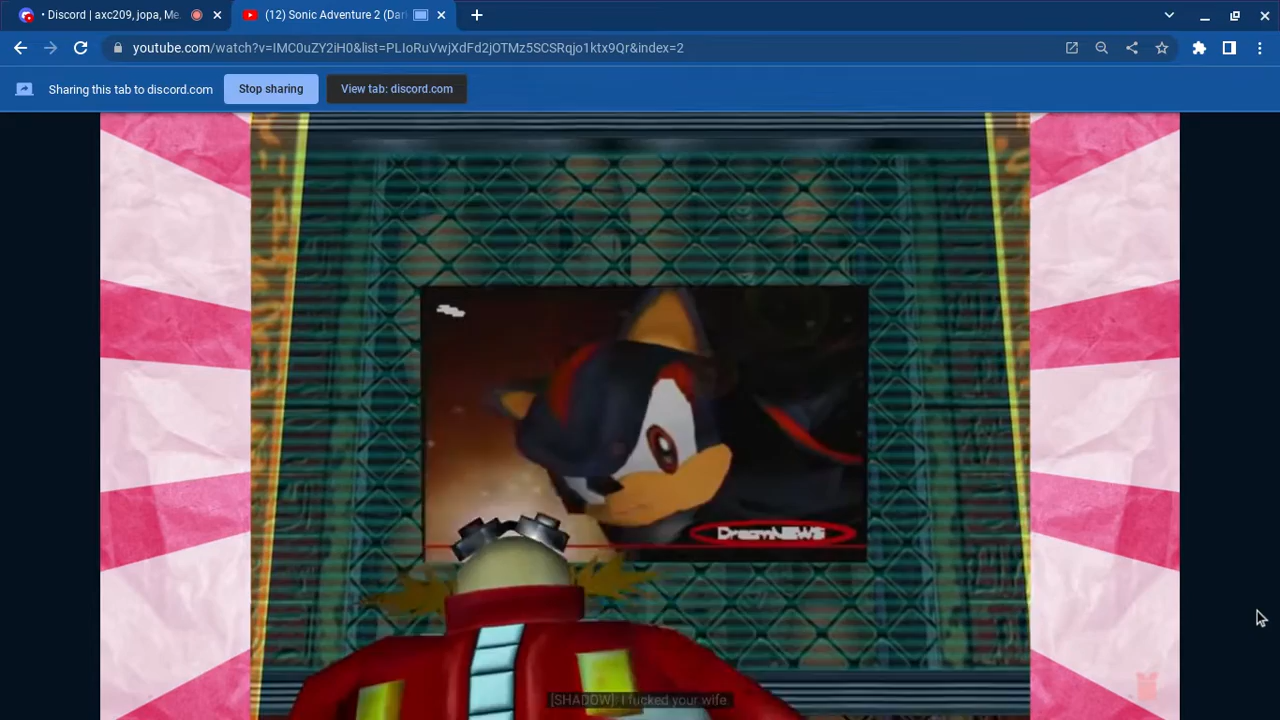 • Discord | axc209, jopa, Me
(12) Sonic Adventure 2 (Dar
youtube.com/watch?v=IMC0uZY2iH0&list=PLIoRuVwjXdFd2jOTMz5SCSRqjo1ktx9Qr&index=2
Sharing this tab to discord.com
Stop sharing
View tab: discord.com
DreamNEWS
[SHADOW]: I fucked your wife.